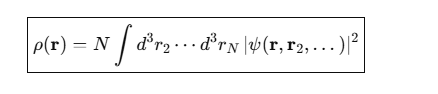 ρ(r) = N ∫ d³r₂ ⋯ d³r_N |ψ(r, r₂, …)|²